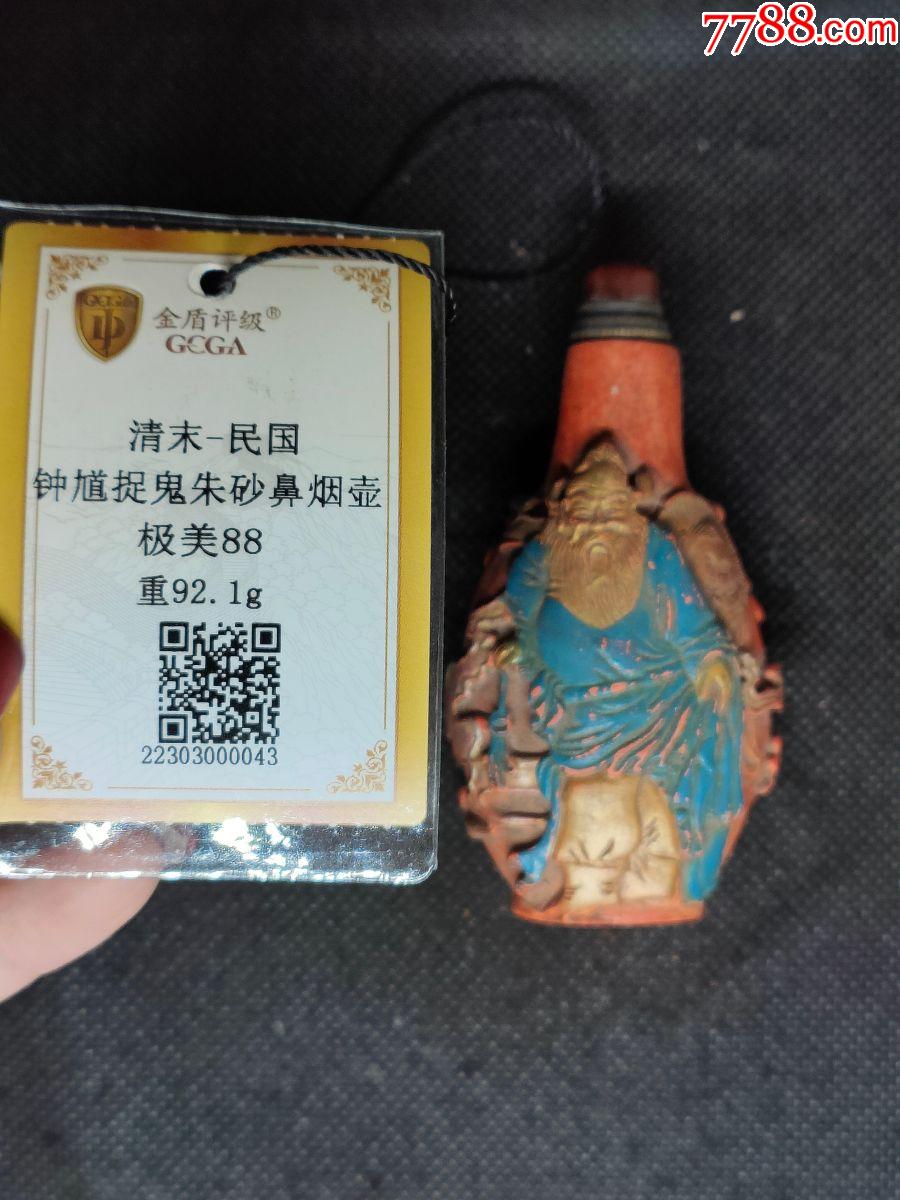 7788.com
GCGA
金盾评级®
GCGA
清末-民国
钟馗捉鬼朱砂鼻烟壶
极美88
重92.1g
22303000043